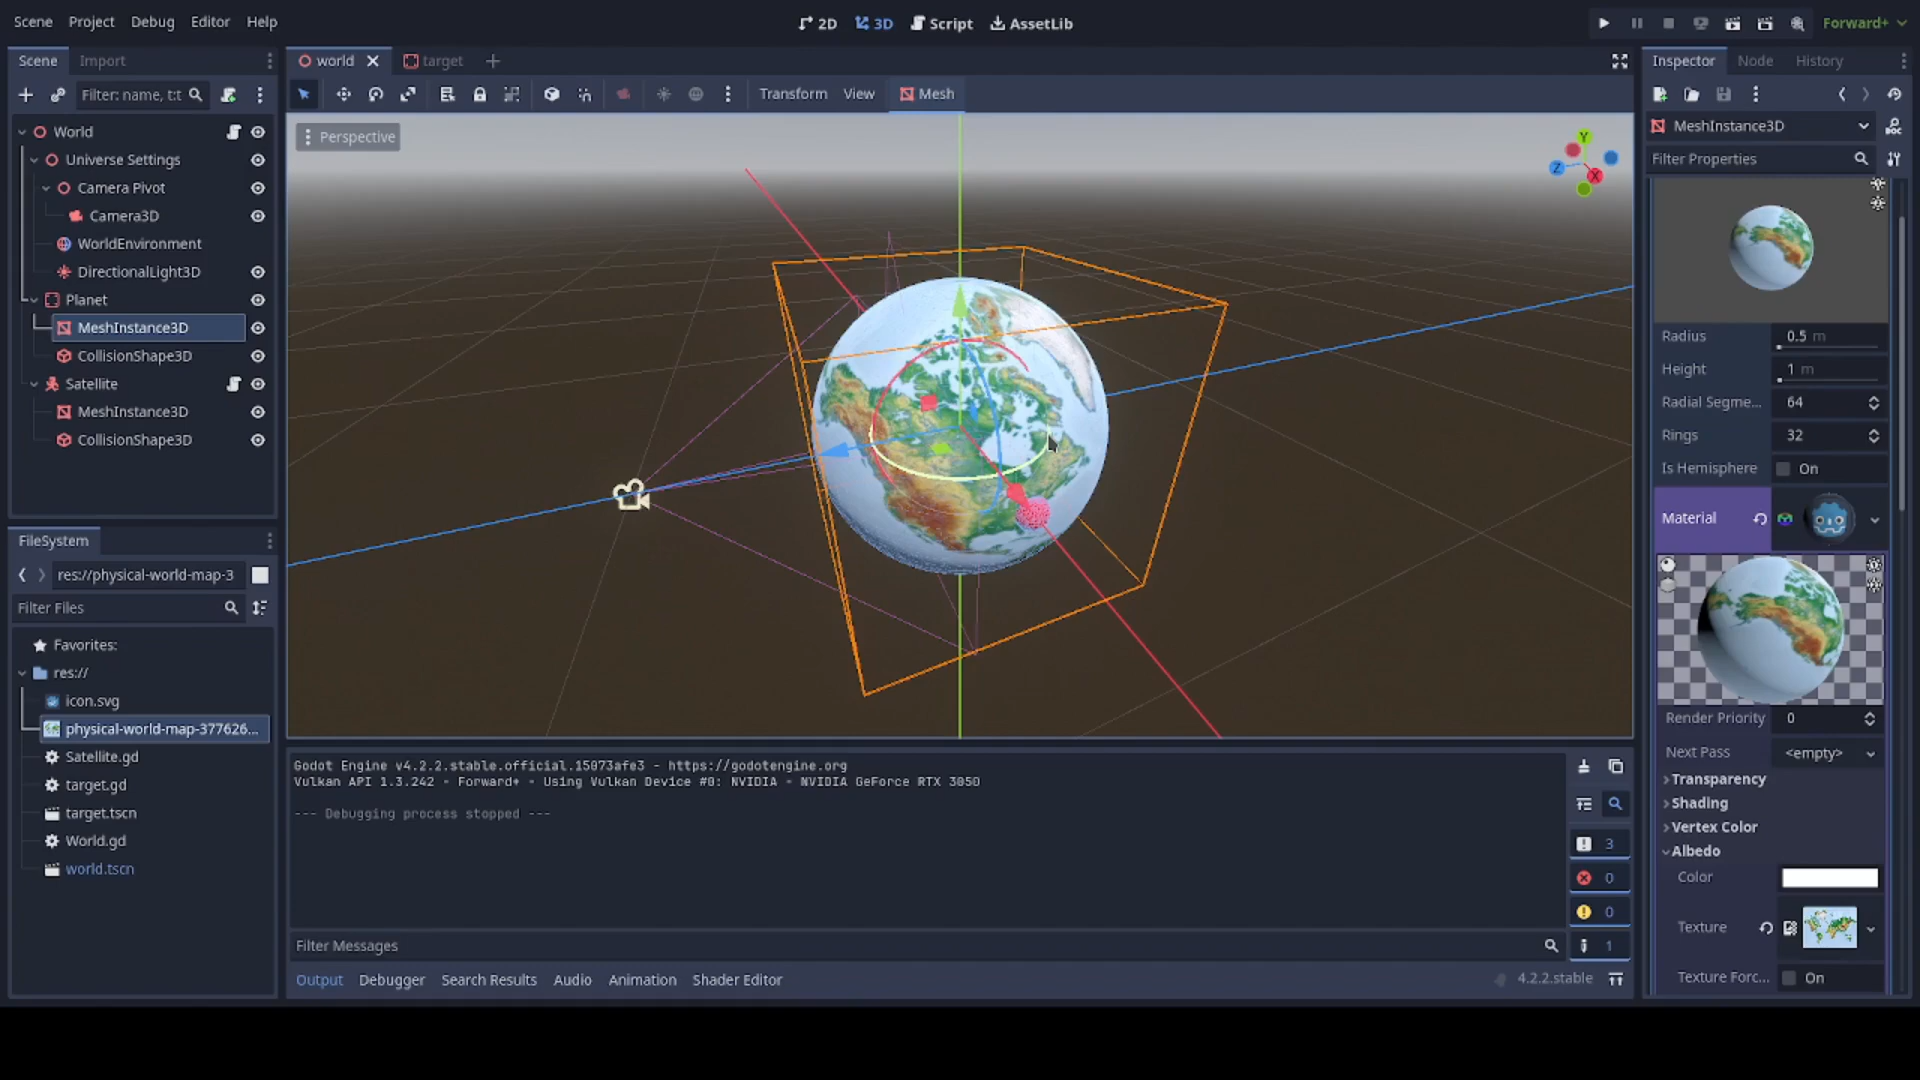 Scene Project Debug Editor Help
2D 3D Script AssetLib
Forward+
Scene Import
Filter: name, t:t
World
Universe Settings
Camera Pivot
Camera3D
WorldEnvironment
DirectionalLight3D
Planet
MeshInstance3D
CollisionShape3D
Satellite
MeshInstance3D
CollisionShape3D
FileSystem
res://physical-world-map-3
Filter Files
Favorites:
res://
icon.svg
physical-world-map-377626...
Satellite.gd
target.gd
target.tscn
World.gd
world.tscn
world target
Transform View Mesh
Perspective
Y
Z
X
Godot Engine v4.2.2.stable.official.15073afe3 - https://godotengine.org
Vulkan API 1.3.242 - Forward+ - Using Vulkan Device #0: NVIDIA - NVIDIA GeForce RTX 3050
--- Debugging process stopped ---
3
0
0
1
Filter Messages
Output Debugger Search Results Audio Animation Shader Editor
4.2.2.stable
Inspector Node History
MeshInstance3D
Filter Properties
Radius 0.5 m
Height 1 m
Radial Segme... 64
Rings 32
Is Hemisphere On
Material
Render Priority 0
Next Pass <empty>
Transparency
Shading
Vertex Color
Albedo
Color
Texture
Texture Forc... On